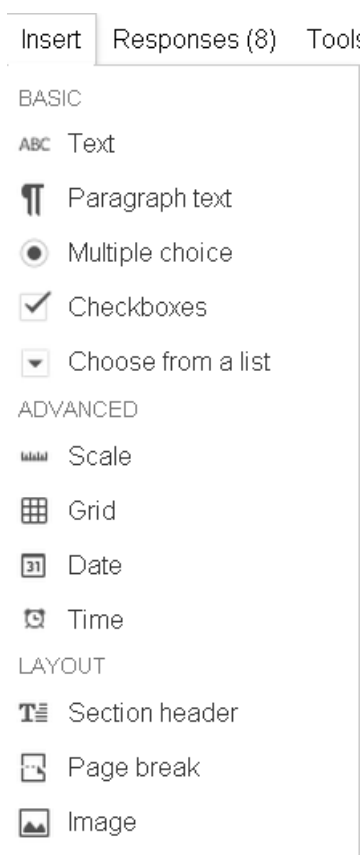 Insert Responses (8) Tools
BASIC
ABC Text
¶ Paragraph text
Multiple choice
Checkboxes
Choose from a list
ADVANCED
Scale
Grid
31 Date
Time
LAYOUT
T Section header
Page break
Image